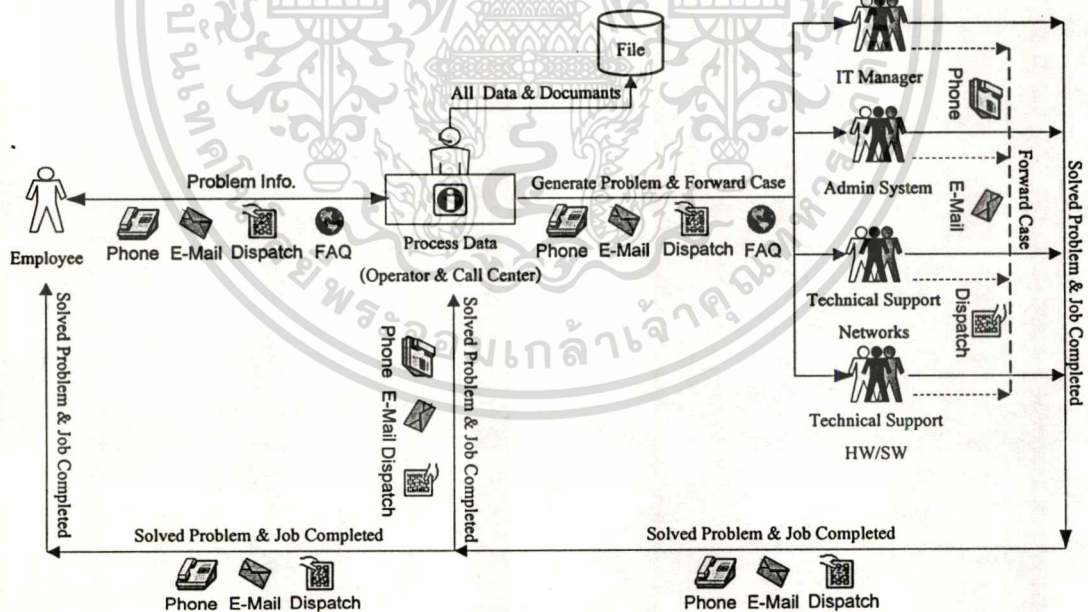 File
All Data & Documants
IT Manager
Phone
Admin System
E-Mail
Forward Case
Solved Problem & Job Completed
Problem Info.
Generate Problem & Forward Case
Employee
Phone E-Mail Dispatch FAQ
Process Data
(Operator & Call Center)
Phone E-Mail Dispatch FAQ
Technical Support
Networks
Dispatch
Technical Support
HW/SW
Solved Problem & Job Completed
Phone E-Mail Dispatch
Solved Problem & Job Completed
Solved Problem & Job Completed
Phone E-Mail Dispatch
Solved Problem & Job Completed
Phone E-Mail Dispatch